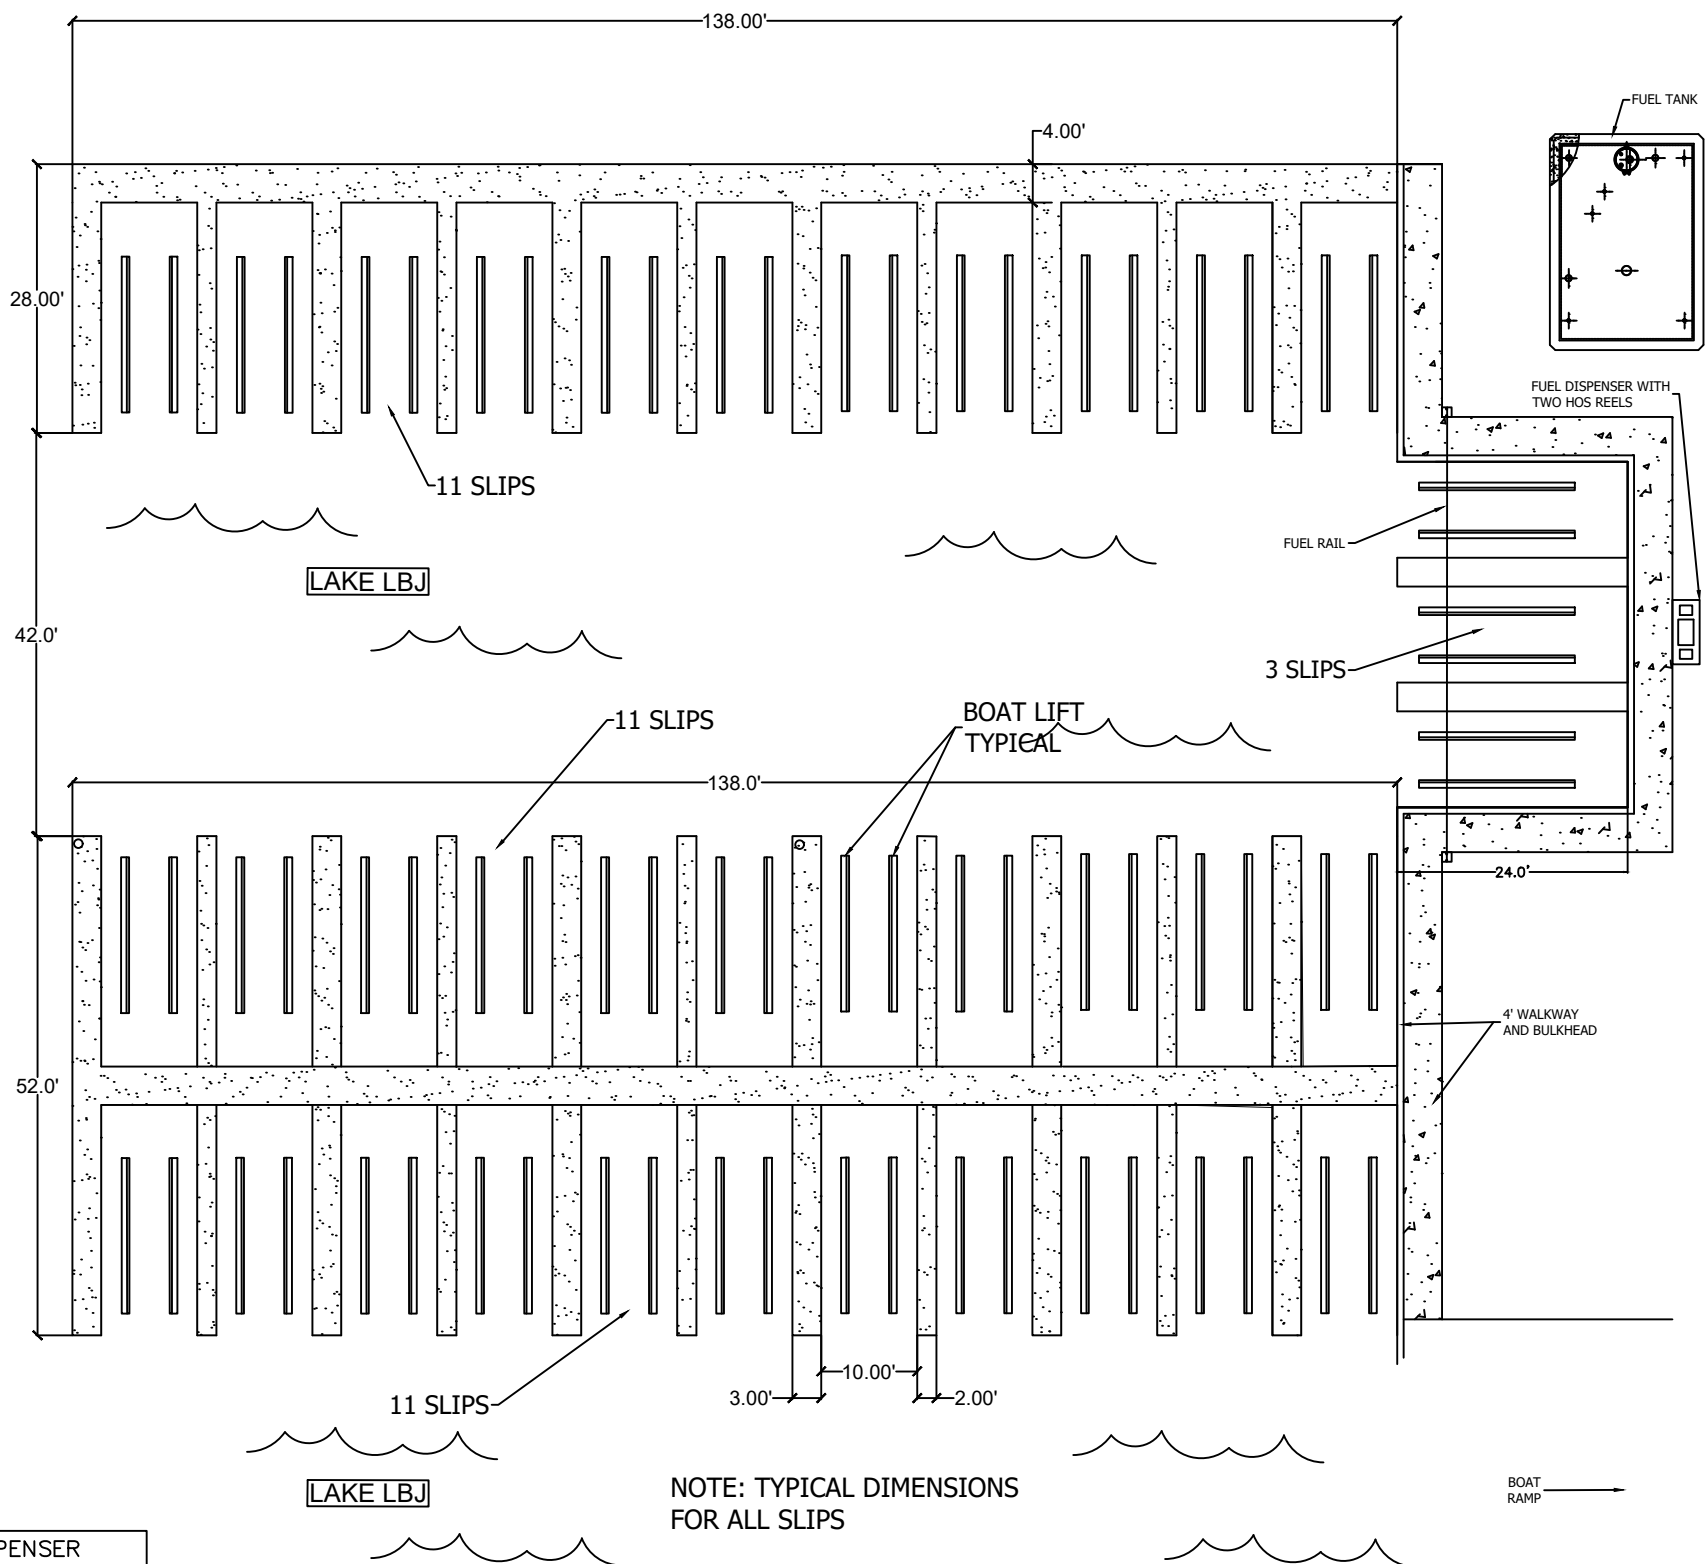 138.00'
FUEL TANK
4.00'
28.00'
FUEL DISPENSER WITH
TWO HOS REELS
11 SLIPS
FUEL RAIL
LAKE LBJ
42.0'
3 SLIPS
11 SLIPS
BOAT LIFT
TYPICAL
138.0'
24.0'
4' WALKWAY
AND BULKHEAD
52.0'
10.00'
3.00'
2.00'
11 SLIPS
LAKE LBJ
NOTE: TYPICAL DIMENSIONS
FOR ALL SLIPS
BOAT
RAMP
PENSER